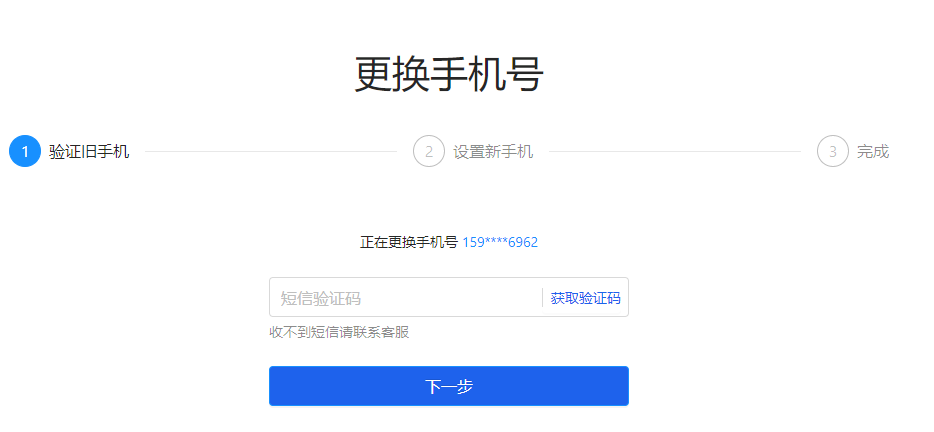 更换手机号
1 验证旧手机 2 设置新手机 3 完成
正在更换手机号 159****6962
短信验证码 获取验证码
收不到短信请联系客服
下一步